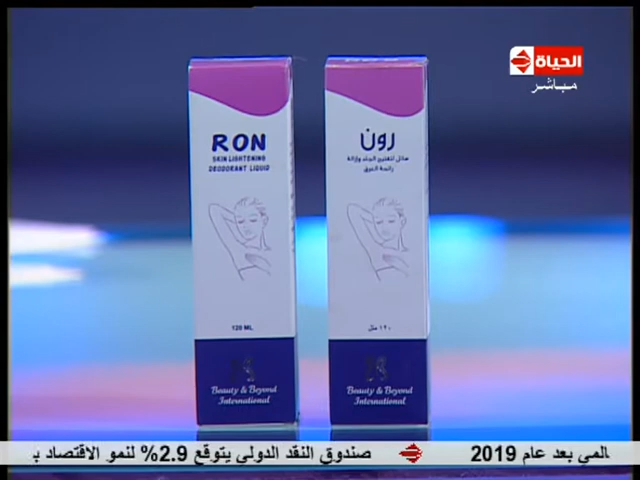 الحياة
مباشر
RON
SKIN LIGHTENING
DEODORANT LIQUID
120 ML
Beauty & Beyond
International
رون
سائل لتفتيح الجلد وإزالة
رائحة العرق
١٢٠ مل
Beauty & Beyond
International
المي بعد عام 2019
صندوق النقد الدولي يتوقع 2.9% لنمو الاقتصاد ب